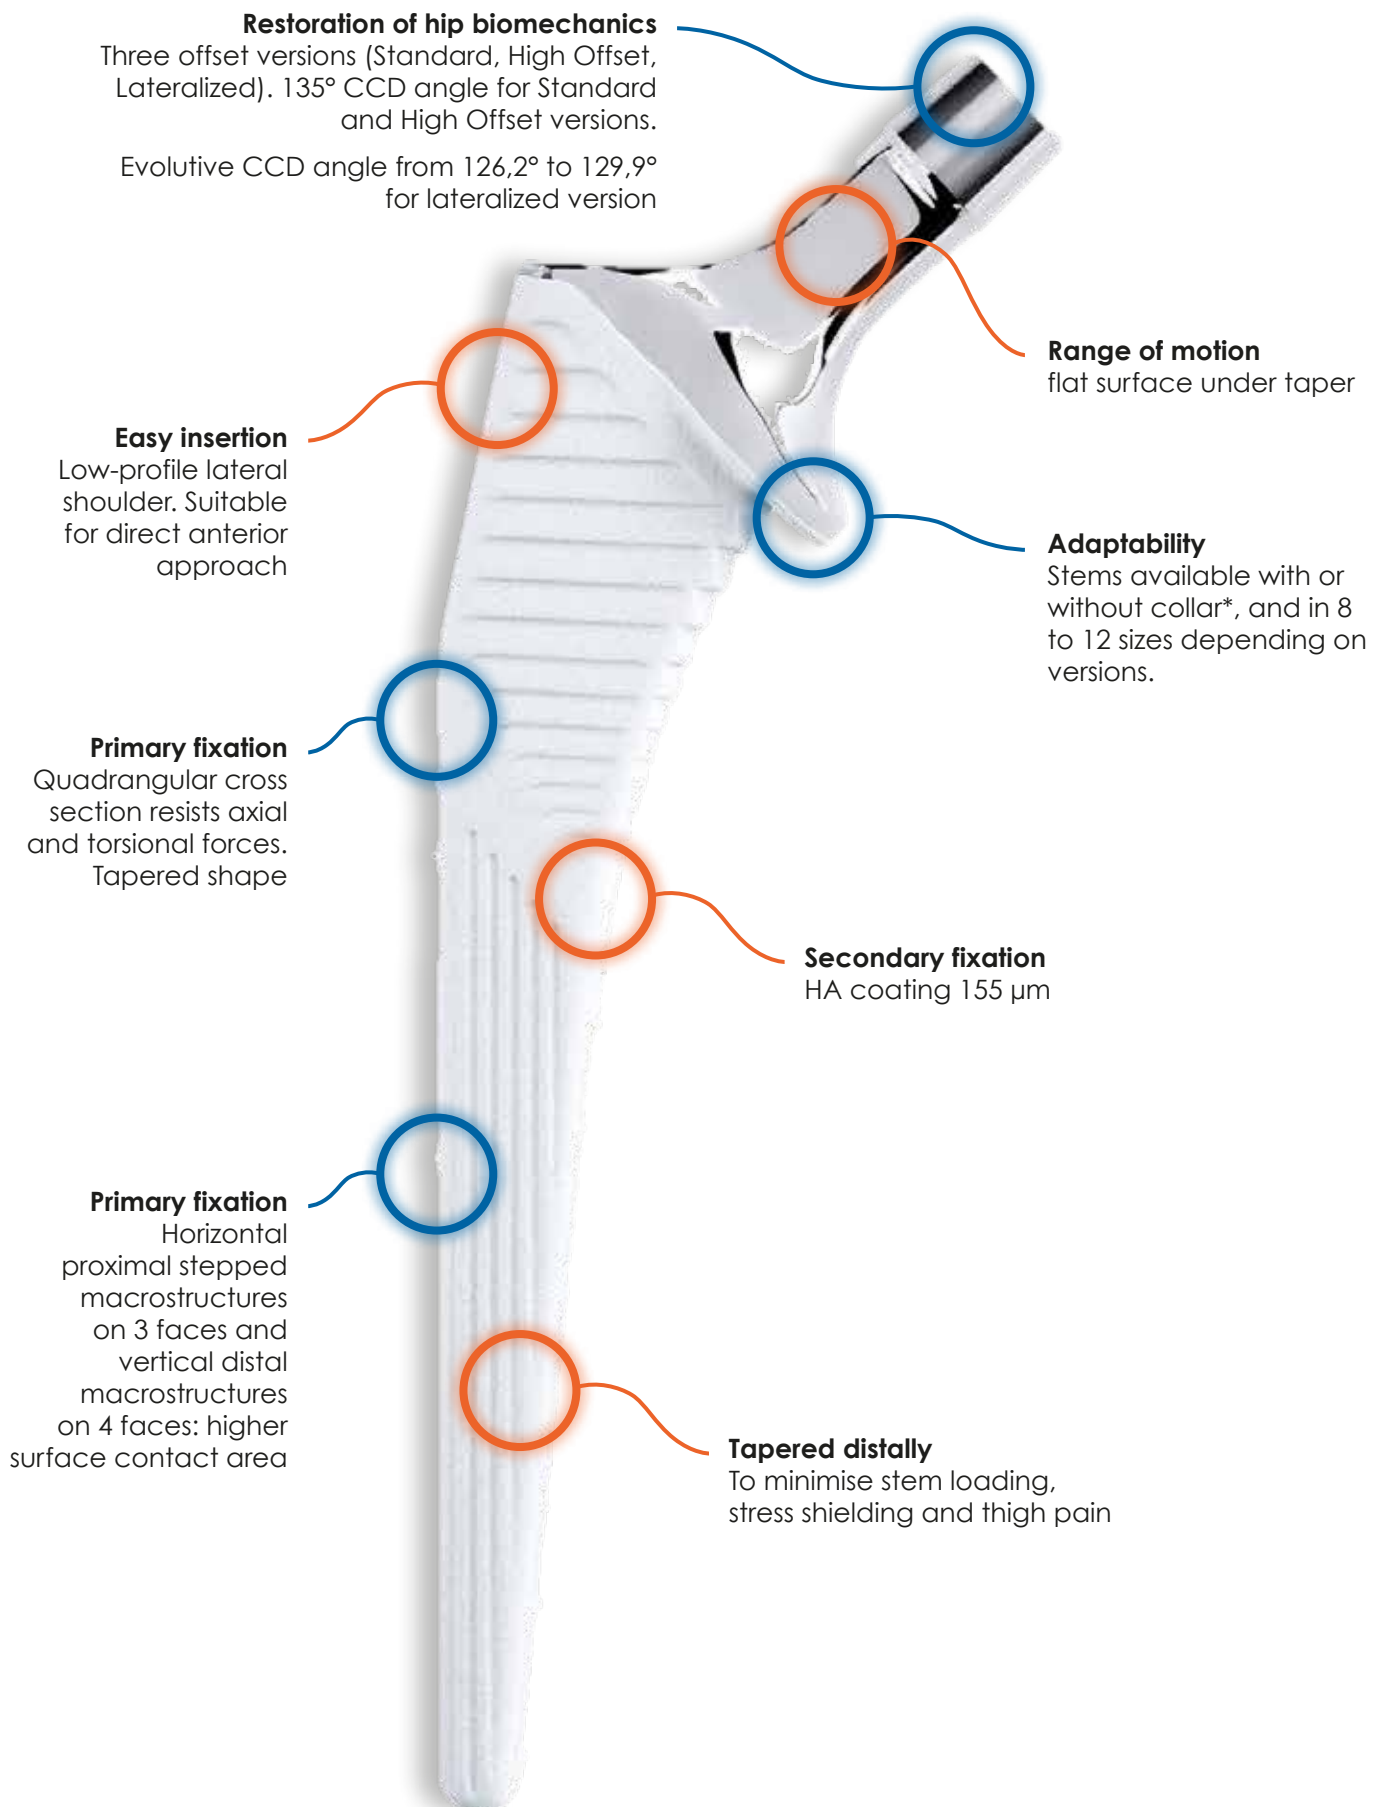 Restoration of hip biomechanics
Three offset versions (Standard, High Offset,
Lateralized). 135° CCD angle for Standard
and High Offset versions.
Evolutive CCD angle from 126,2° to 129,9°
for lateralized version
Range of motion
flat surface under taper
Easy insertion
Low-profile lateral
shoulder. Suitable
for direct anterior
approach
Adaptability
Stems available with or
without collar*, and in 8
to 12 sizes depending on
versions.
Primary fixation
Quadrangular cross
section resists axial
and torsional forces.
Tapered shape
Secondary fixation
HA coating 155 µm
Primary fixation
Horizontal
proximal stepped
macrostructures
on 3 faces and
vertical distal
macrostructures
on 4 faces: higher
surface contact area
Tapered distally
To minimise stem loading,
stress shielding and thigh pain